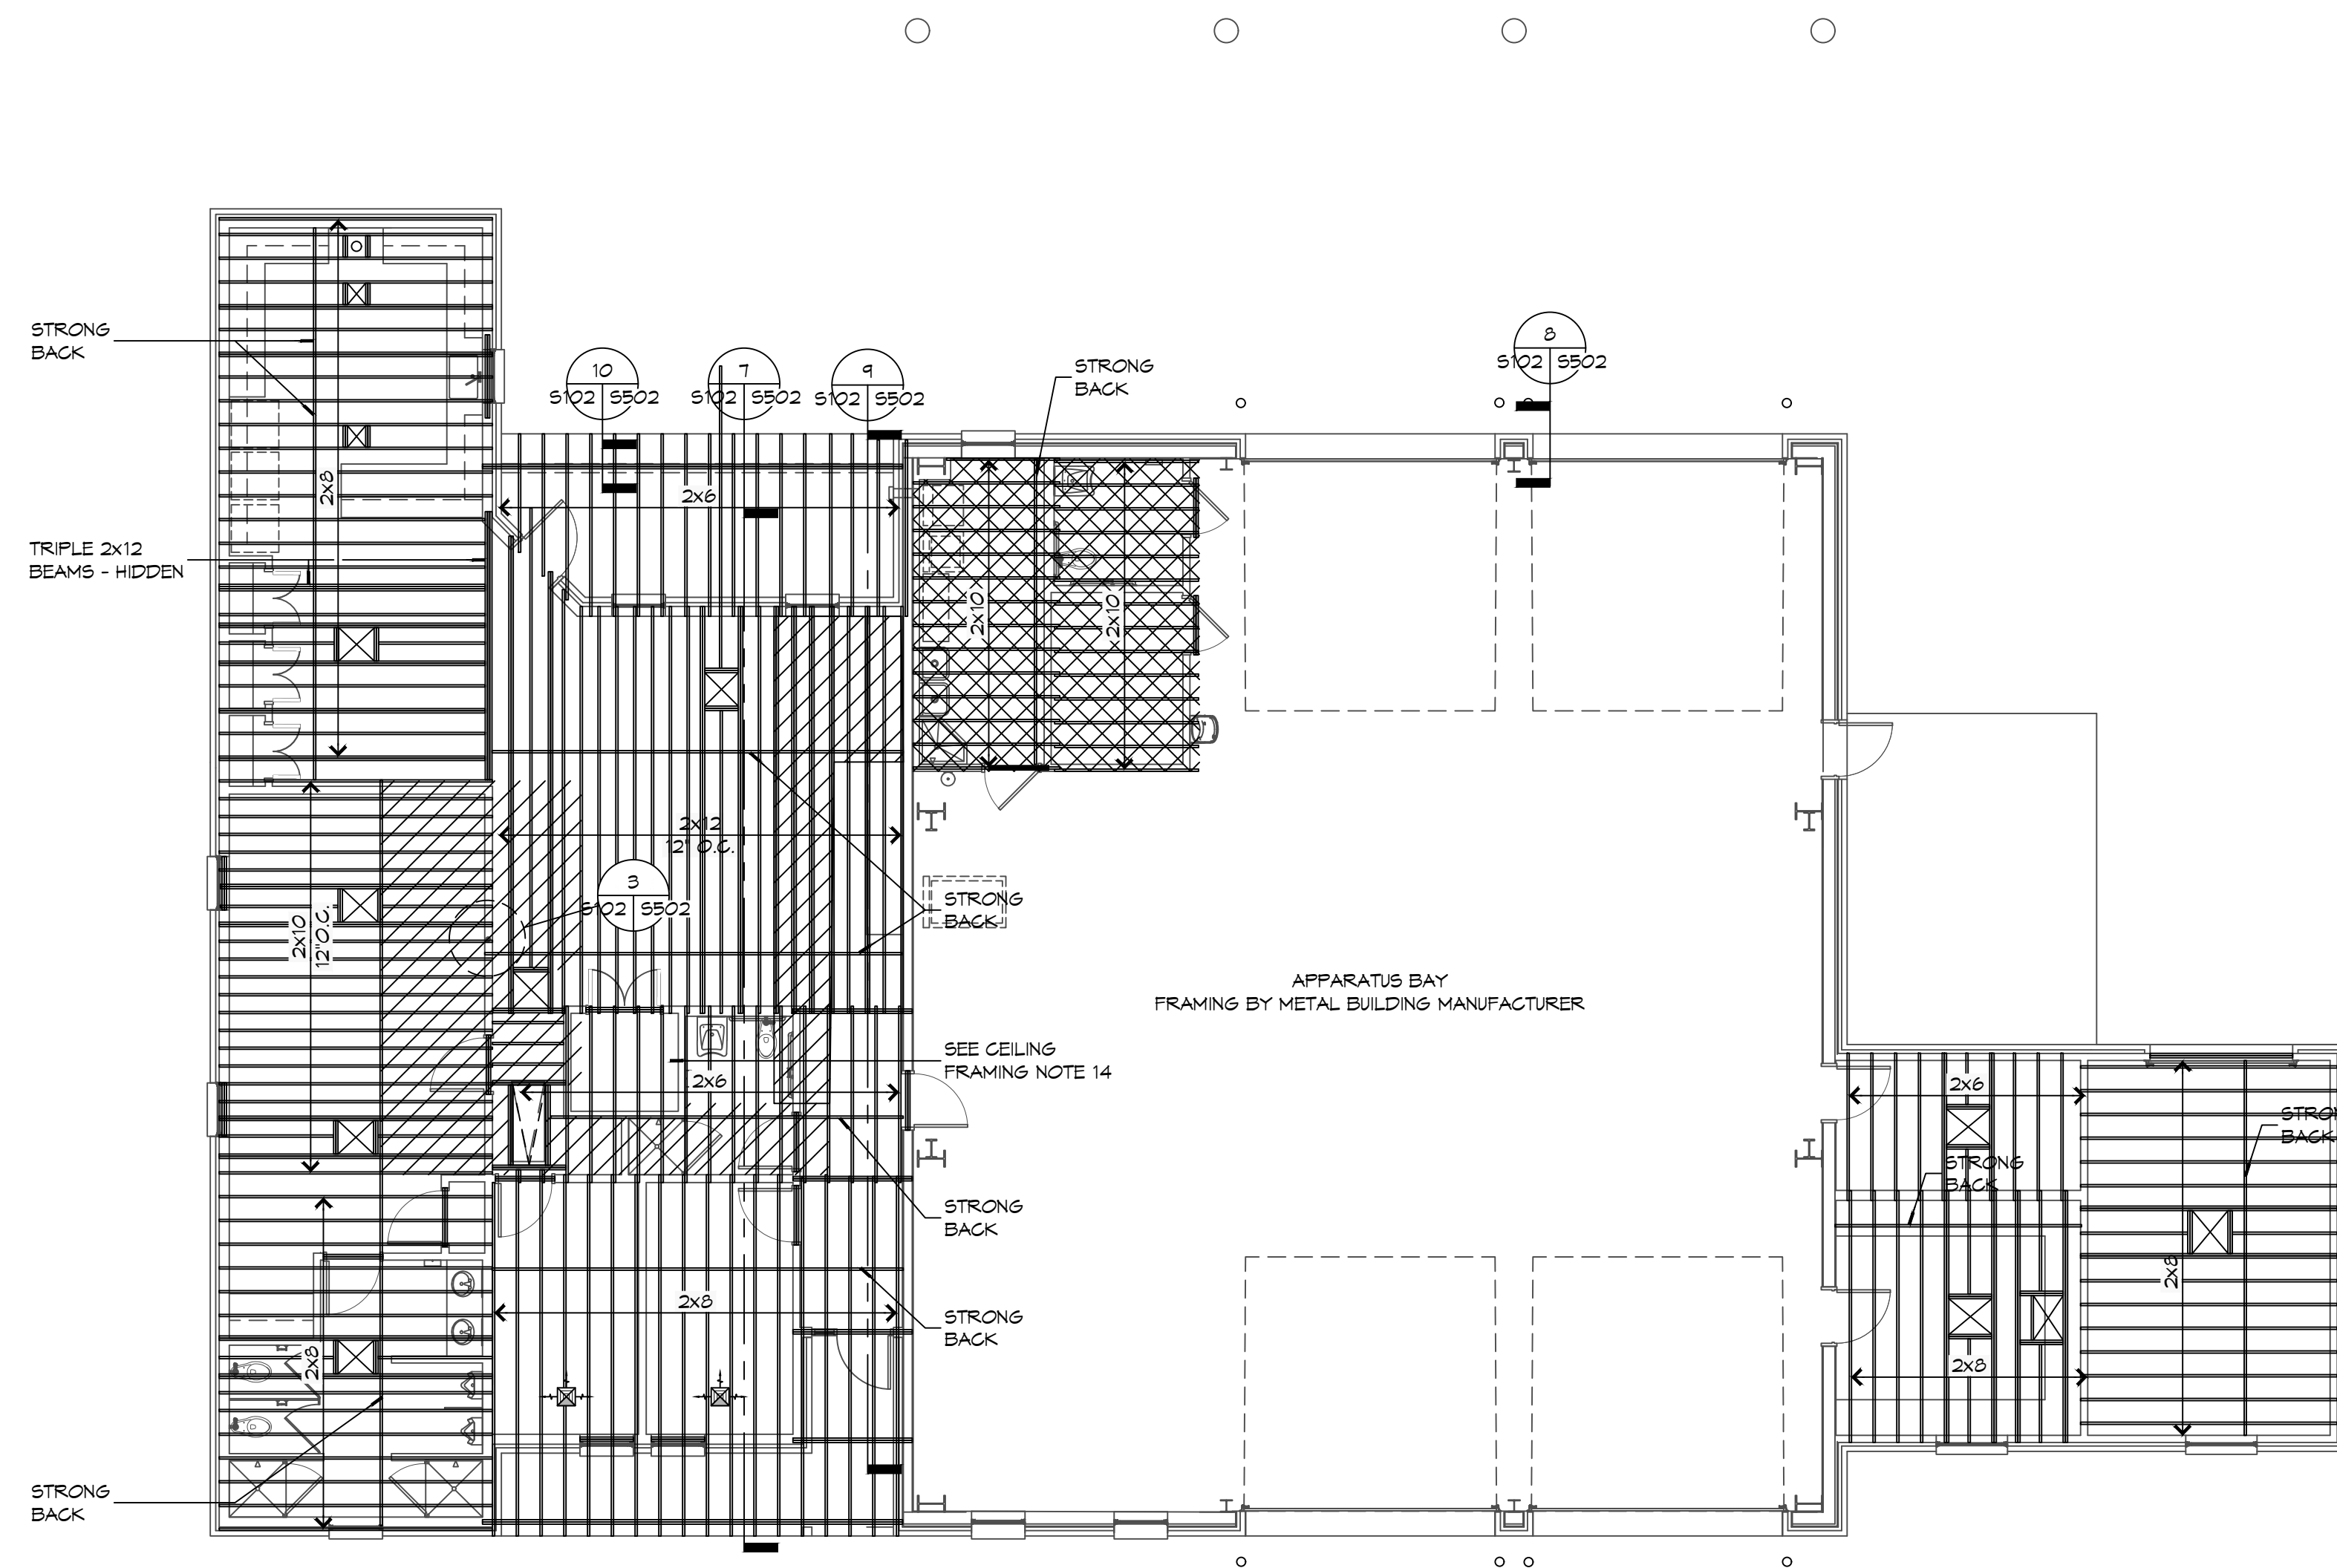 8
S102 S502
STRONG
BACK
10
S102 S502
7
S102 S502
9
S102 S502
STRONG
BACK
2x8
2x6
TRIPLE 2x12
BEAMS - HIDDEN
2x10
2x10
2x12
12" O.C.
3
S102 S502
STRONG
BACK
2x10
12"O.C.
APPARATUS BAY
FRAMING BY METAL BUILDING MANUFACTURER
SEE CEILING
FRAMING NOTE 14
2x6
2x6
STRON
BACK
STRONG
BACK
STRONG
BACK
2x8
2x8
STRONG
BACK
2x8
2x8
STRONG
BACK